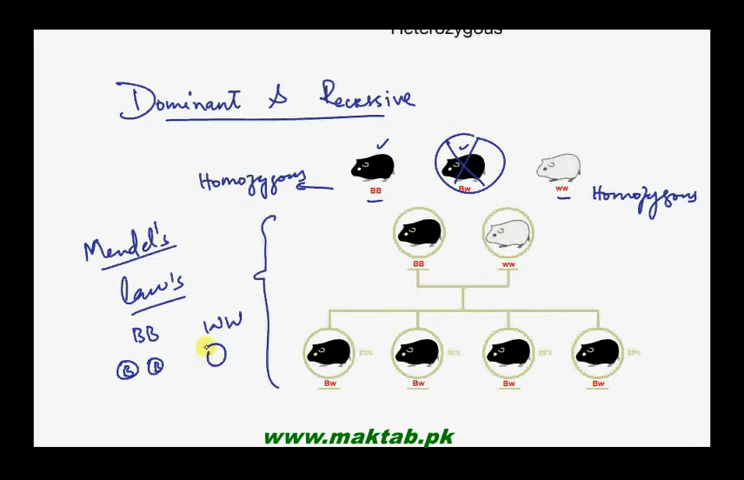 Heterozygous
Dominant & Recessive
Homozygous
BB
Bw
ww
Homozygous
Mendel's
law's
BB
ww
BB
WW
B
B
25%
25%
25%
25%
Bw
Bw
Bw
Bw
www.maktab.pk